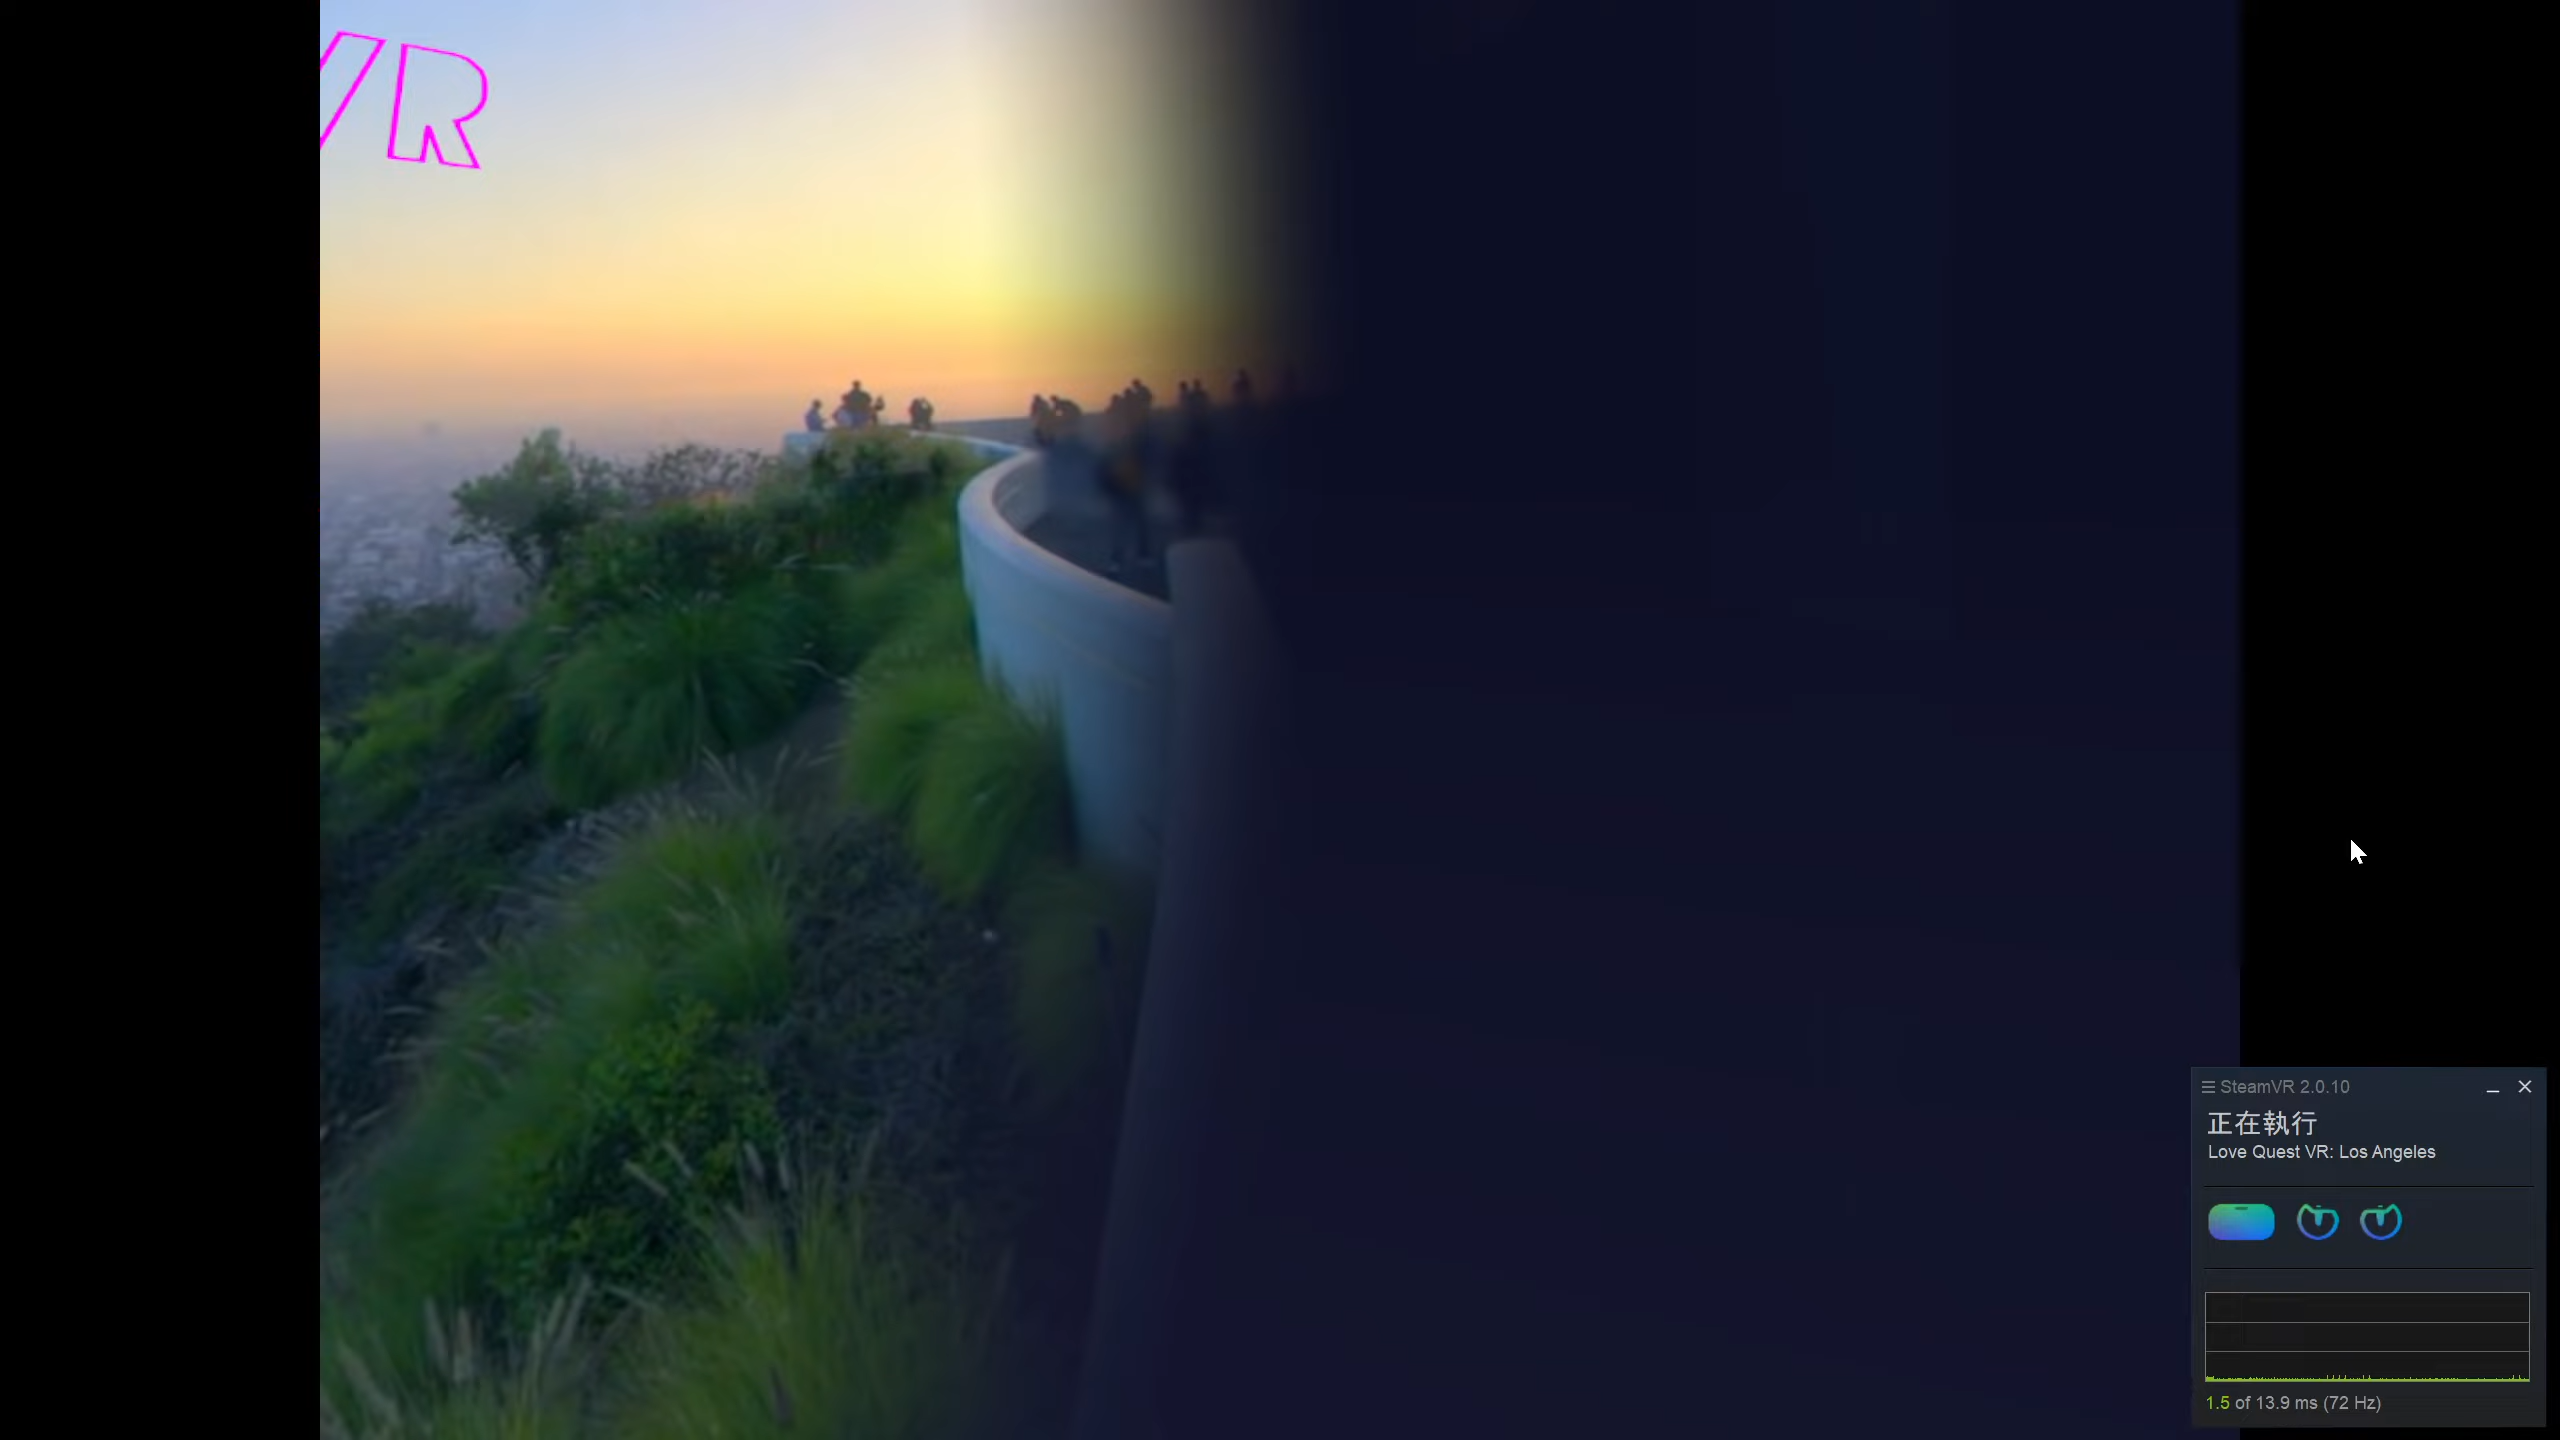 VR
SteamVR 2.0.10
正在執行
Love Quest VR: Los Angeles
1.5 of 13.9 ms (72 Hz)